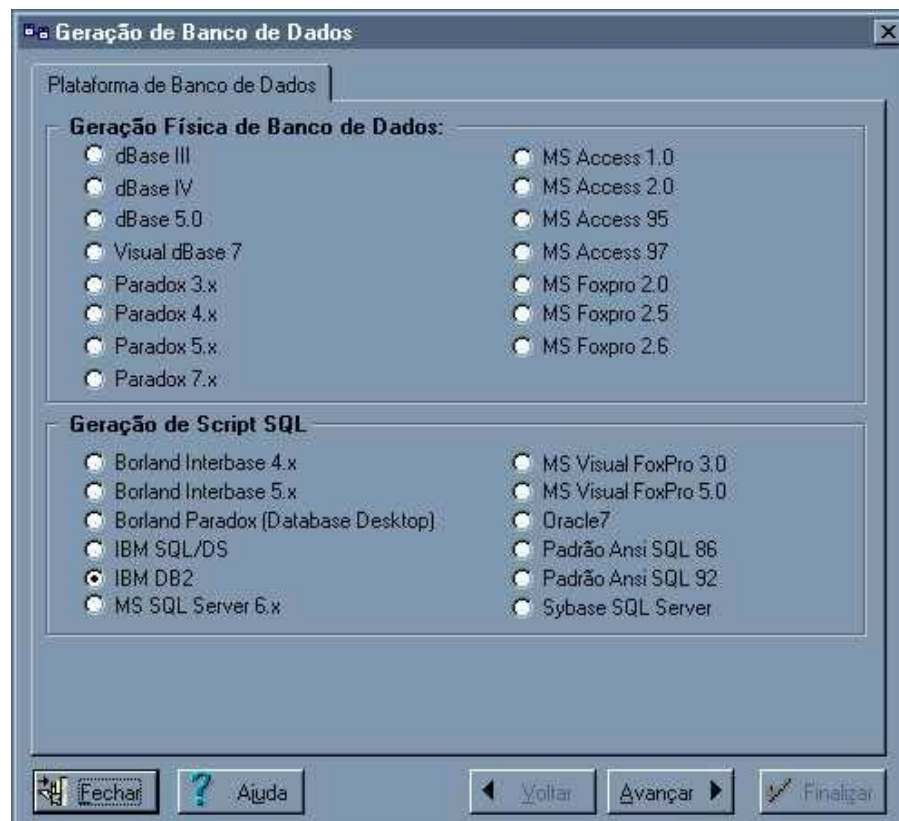 Geração de Banco de Dados
Plataforma de Banco de Dados
Geração Física de Banco de Dados:
dBase III
dBase IV
dBase 5.0
Visual dBase 7
Paradox 3.x
Paradox 4.x
Paradox 5.x
Paradox 7.x
MS Access 1.0
MS Access 2.0
MS Access 95
MS Access 97
MS Foxpro 2.0
MS Foxpro 2.5
MS Foxpro 2.6
Geração de Script SQL
Borland Interbase 4.x
Borland Interbase 5.x
Borland Paradox (Database Desktop)
IBM SQL/DS
IBM DB2
MS SQL Server 6.x
MS Visual FoxPro 3.0
MS Visual FoxPro 5.0
Oracle7
Padrão Ansi SQL 86
Padrão Ansi SQL 92
Sybase SQL Server
Fechar
? Ajuda
Voltar
Avançar
Finalizar